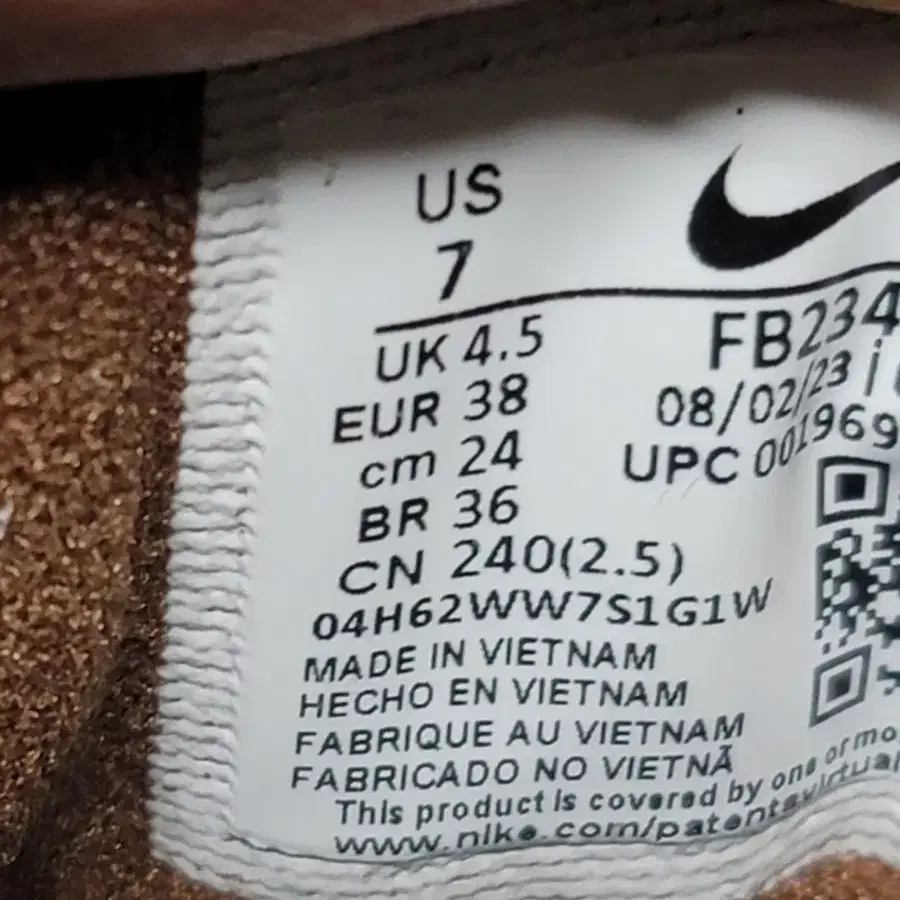 US
7
UK 4.5
EUR 38
cm 24
BR 36
CN 240(2.5)
04H62WW7S1G1W
FB234
08/02/23
UPC 001969
MADE IN VIETNAM
HECHO EN VIETNAM
FABRIQUE AU VIETNAM
FABRICADO NO VIETNÃ
This product is covered by one or mo
www.nike.com/patents